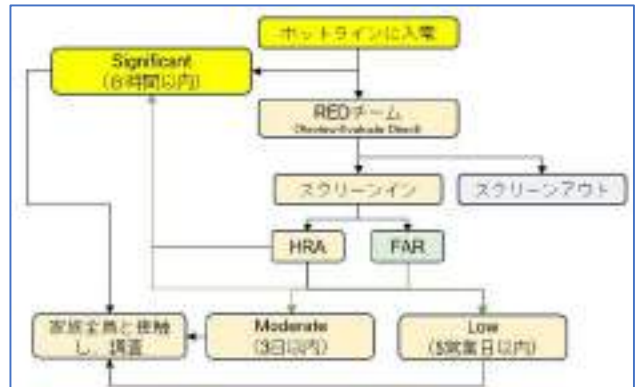 ホットラインに入電
Significant
(8時間以内)
REDチーム
(Review Evaluate Direct)
スクリーンイン
スクリーンアウト
HRA
FAR
家族全員と接触
し、調査
Moderate
(3日以内)
Low
(5営業日以内)